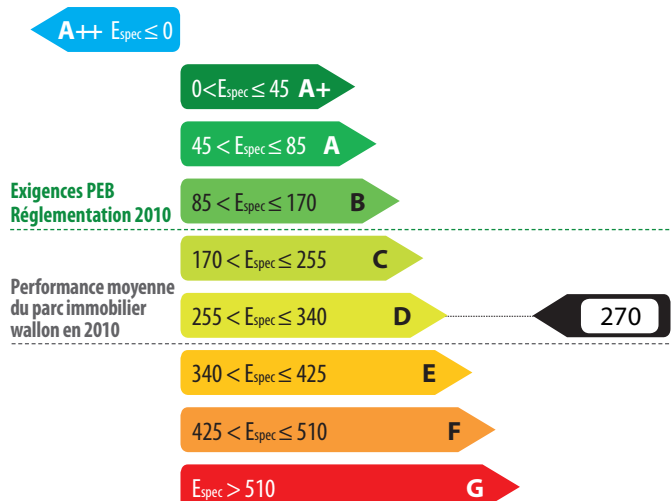 A++ Espec ≤ 0
0<Espec ≤ 45 A+
45 < Espec ≤ 85 A
Exigences PEB
Réglementation 2010
85 < Espec ≤ 170 B
170 < Espec ≤ 255 C
Performance moyenne
du parc immobilier
wallon en 2010
255 < Espec ≤ 340 D
270
340 < Espec ≤ 425 E
425 < Espec ≤ 510 F
Espec > 510 G